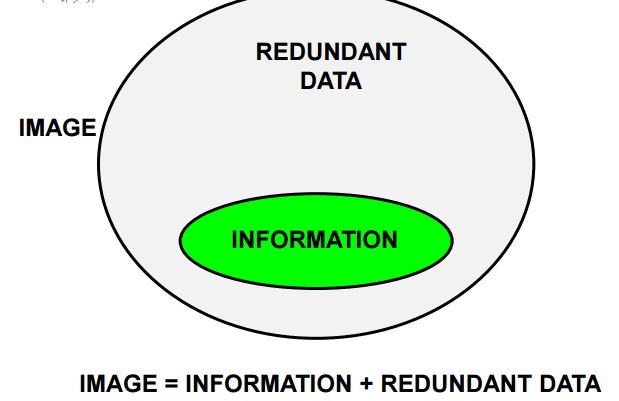 REDUNDANT
DATA
IMAGE
INFORMATION
IMAGE = INFORMATION + REDUNDANT DATA